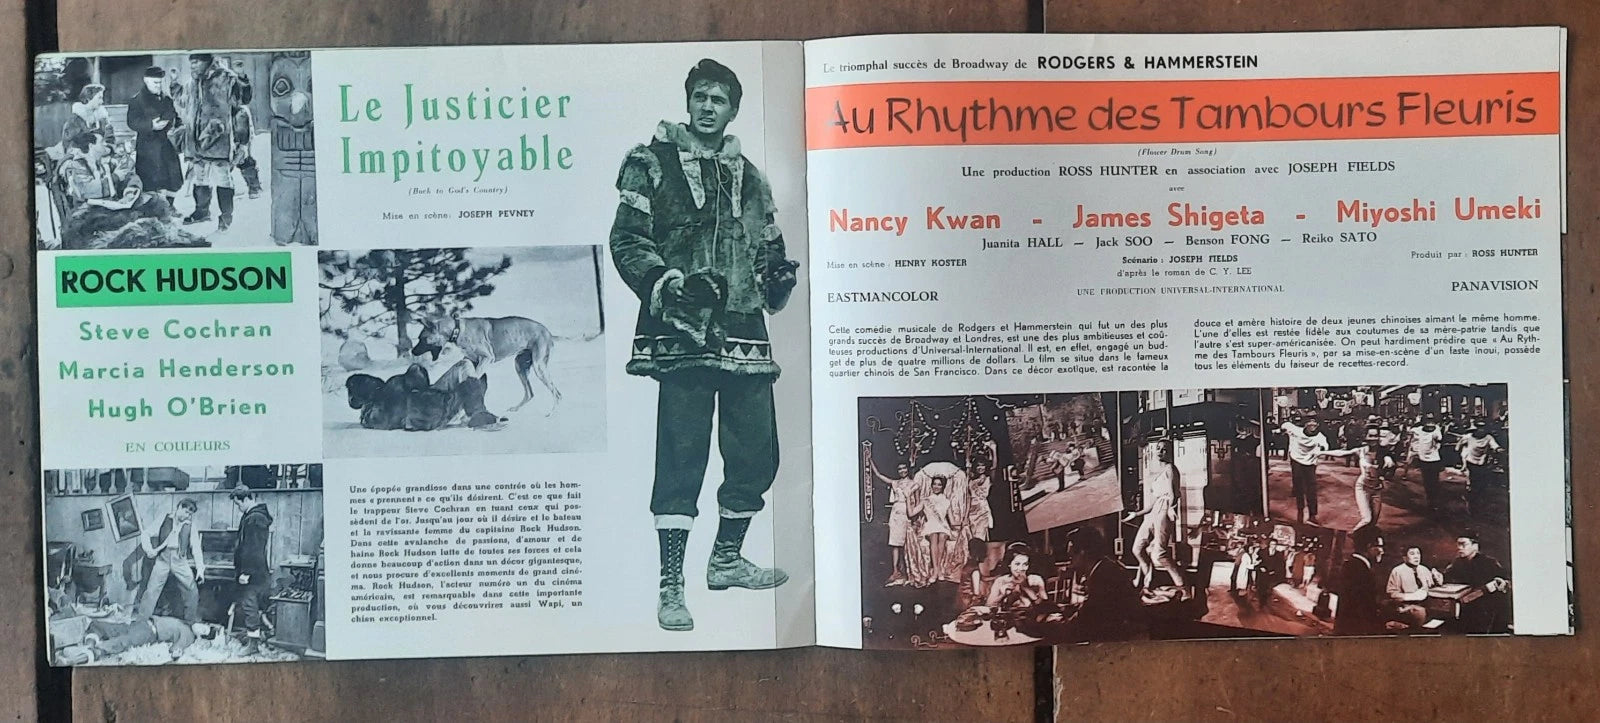 Le Justicier
Impitoyable
(Back to God's Country)
Mise en scène: JOSEPH PEVNEY
ROCK HUDSON
Steve Cochran
Marcia Henderson
Hugh O'Brien
EN COULEURS
Une épopée grandiose dans une contrée où les hom-
mes « prennent » ce qu'ils désirent. C'est ce que fait
le trappeur Steve Cochran en tuant ceux qui pos-
sèdent de l'or. Jusqu'au jour où il désire et le bateau
et la ravissante femme du capitaine Rock Hudson.
Dans cette avalanche de passions, d'amour et de
haine Rock Hudson lutte de toutes ses forces et cela
donne beaucoup d'action dans un décor gigantesque,
et nous procure d'excellents moments de grand ciné-
ma. Rock Hudson, l'acteur numéro un du cinéma
américain, est remarquable dans cette importante
production, où vous découvrirez aussi Wapi, un
chien exceptionnel.
Le triomphal succès de Broadway de RODGERS & HAMMERSTEIN
Au Rhythme des Tambours Fleuris
(Flower Drum Song)
Une production ROSS HUNTER en association avec JOSEPH FIELDS
avec
Nancy Kwan - James Shigeta - Miyoshi Umeki
Juanita HALL — Jack SOO — Benson FONG — Reiko SATO
Mise en scène : HENRY KOSTER
Scénario : JOSEPH FIELDS
d'après le roman de C. Y. LEE
Produit par : ROSS HUNTER
EASTMANCOLOR
UNE PRODUCTION UNIVERSAL-INTERNATIONAL
PANAVISION
Cette comédie musicale de Rodgers et Hammerstein qui fut un des plus
grands succès de Broadway et Londres, est une des plus ambitieuses et coû-
teuses productions d'Universal-International. Il est, en effet, engagé un bud-
get de plus de quatre millions de dollars. Le film se situe dans le fameux
quartier chinois de San Francisco. Dans ce décor exotique, est racontée la
douce et amère histoire de deux jeunes chinoises aimant le même homme.
L'une d'elles est restée fidèle aux coutumes de sa mère-patrie tandis que
l'autre s'est super-américanisée. On peut hardiment prédire que « Au Ryth-
me des Tambours Fleuris », par sa mise-en-scène d'un faste inouï, possède
tous les éléments du faiseur de recettes-record.